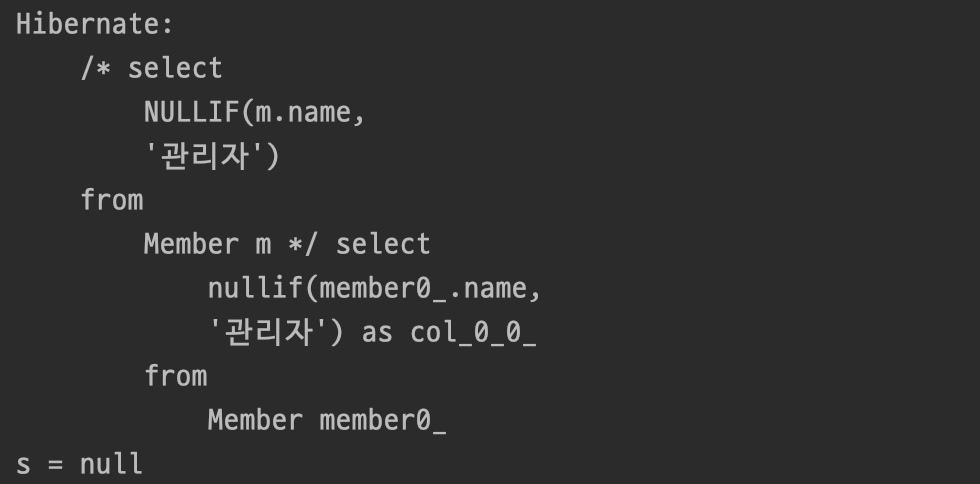 Hibernate:
    /* select
        NULLIF(m.name,
        '관리자')
    from
        Member m */ select
            nullif(member0_.name,
            '관리자') as col_0_0_
        from
            Member member0_
s = null